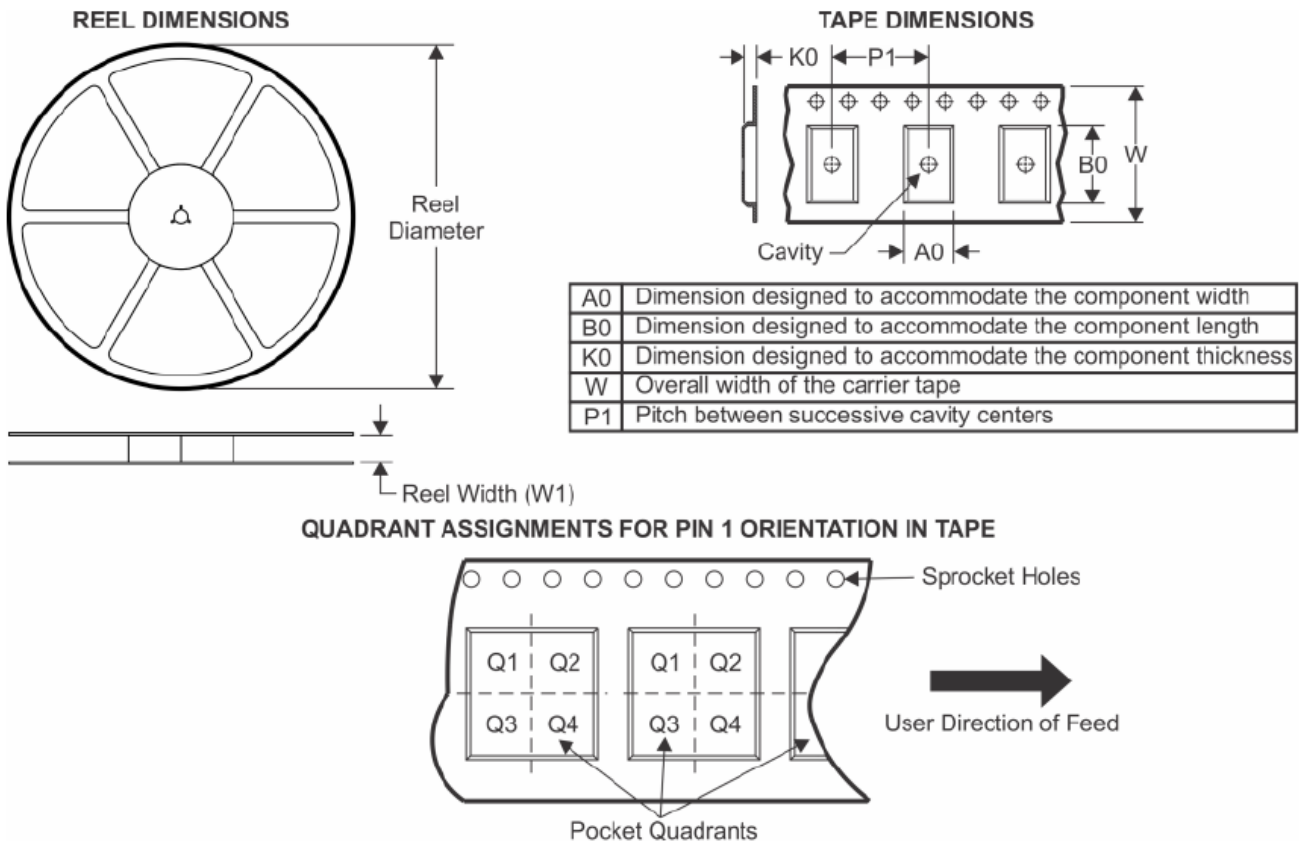 REEL DIMENSIONS
Reel
Diameter
Reel Width (W1)
TAPE DIMENSIONS
K0
P1
B0
W
Cavity
A0
A0 Dimension designed to accommodate the component width
B0 Dimension designed to accommodate the component length
K0 Dimension designed to accommodate the component thickness
W Overall width of the carrier tape
P1 Pitch between successive cavity centers
QUADRANT ASSIGNMENTS FOR PIN 1 ORIENTATION IN TAPE
Sprocket Holes
Q1 Q2 Q1 Q2
Q3 Q4 Q3 Q4
User Direction of Feed
Pocket Quadrants